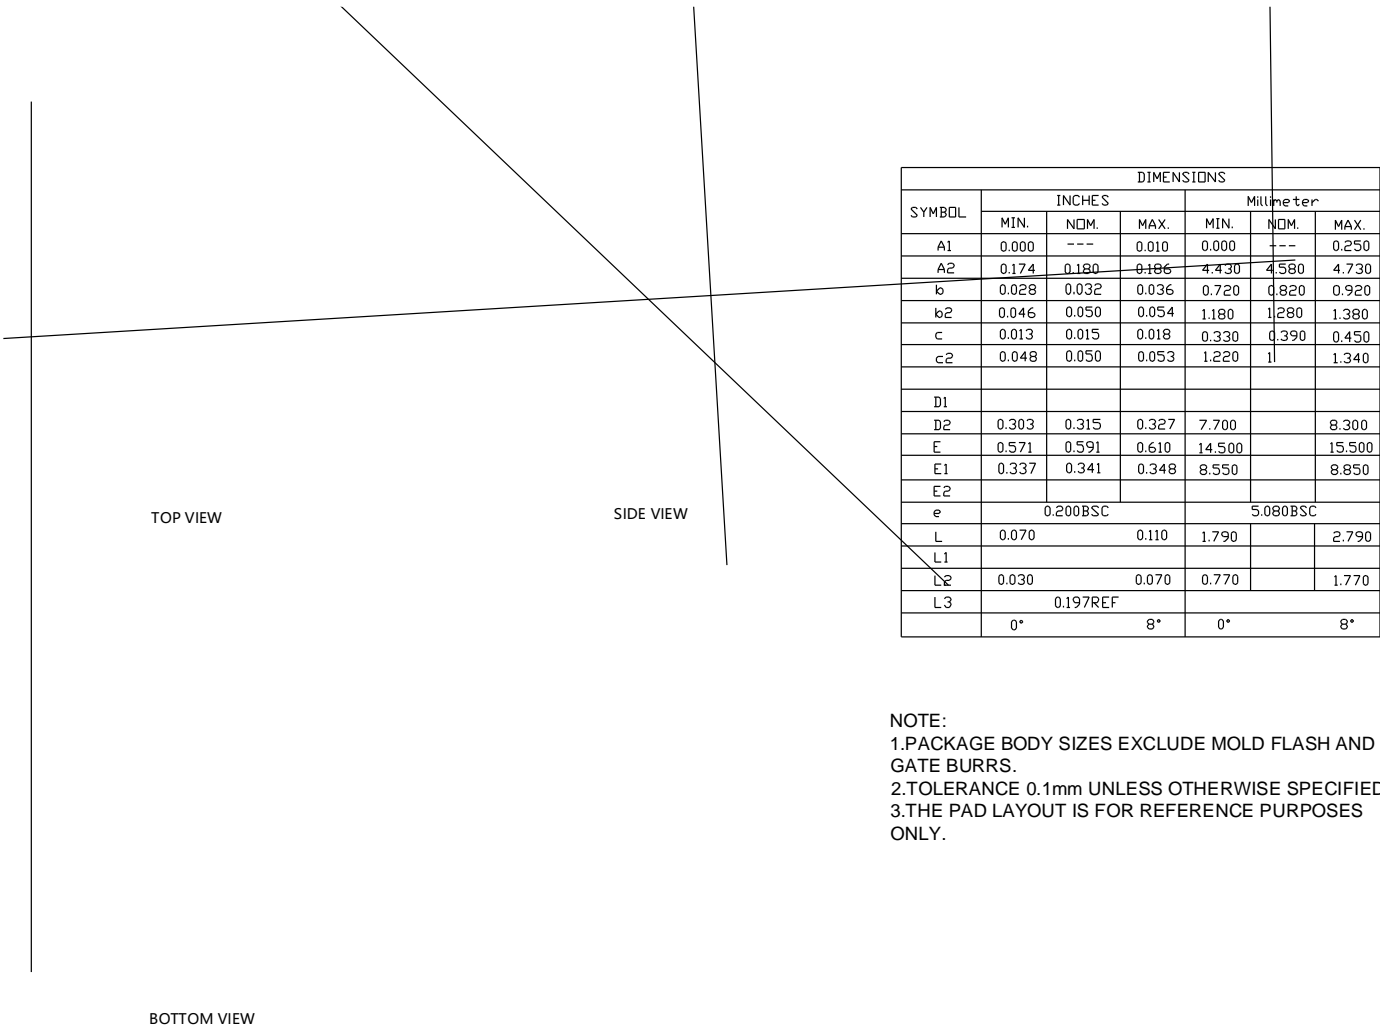 DIMENSIONS
SYMBOL INCHES Millimeter
MIN. NOM. MAX. MIN. NOM. MAX.
A1 0.000 --- 0.010 0.000 --- 0.250
A2 0.174 0.180 0.186 4.430 4.580 4.730
b 0.028 0.032 0.036 0.720 0.820 0.920
b2 0.046 0.050 0.054 1.180 1.280 1.380
c 0.013 0.015 0.018 0.330 0.390 0.450
c2 0.048 0.050 0.053 1.220 1 1.340
D1
D2 0.303 0.315 0.327 7.700 8.300
E 0.571 0.591 0.610 14.500 15.500
E1 0.337 0.341 0.348 8.550 8.850
E2
e 0.200BSC 5.080BSC
L 0.070 0.110 1.790 2.790
L1
L2 0.030 0.070 0.770 1.770
L3 0.197REF
0° 8° 0° 8°
TOP VIEW
SIDE VIEW
NOTE:
1.PACKAGE BODY SIZES EXCLUDE MOLD FLASH AND
GATE BURRS.
2.TOLERANCE 0.1mm UNLESS OTHERWISE SPECIFIED
3.THE PAD LAYOUT IS FOR REFERENCE PURPOSES
ONLY.
BOTTOM VIEW